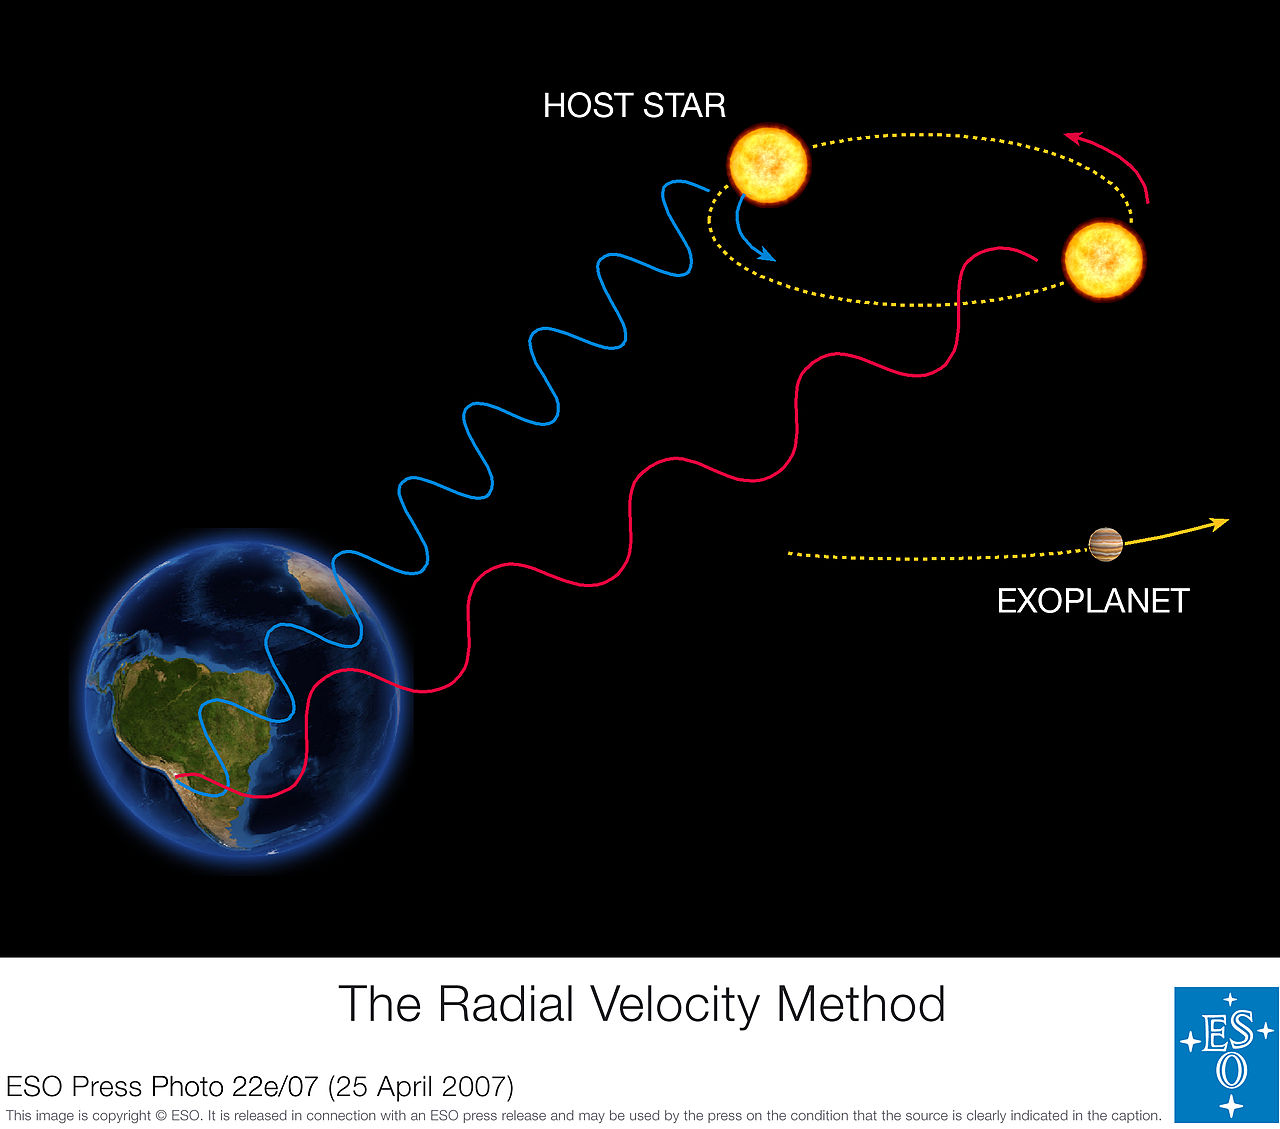 HOST STAR
EXOPLANET
The Radial Velocity Method
ESO Press Photo 22e/07 (25 April 2007)
This image is copyright © ESO. It is released in connection with an ESO press release and may be used by the press on the condition that the source is clearly indicated in the caption.
ES
O